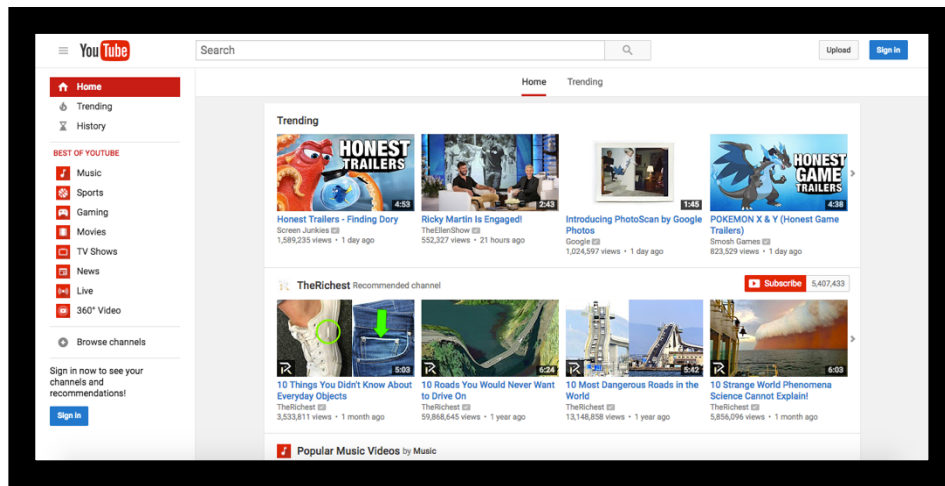 YouTube
Search
Upload
Sign in
Home
Trending
History
BEST OF YOUTUBE
Music
Sports
Gaming
Movies
TV Shows
News
Live
360° Video
Browse channels
Sign in now to see your
channels and
recommendations!
Sign in
Home Trending
Trending
HONEST
TRAILERS
4:53
Honest Trailers - Finding Dory
Screen Junkies
1,589,235 views • 1 day ago
2:43
Ricky Martin Is Engaged!
TheEllenShow
552,327 views • 21 hours ago
1:45
Introducing PhotoScan by Google
Photos
Google
1,024,597 views • 1 day ago
HONEST
GAME
TRAILERS
4:38
POKEMON X & Y (Honest Game
Trailers)
Smosh Games
823,529 views • 1 day ago
TheRichest Recommended channel
Subscribe 5,407,433
R
5:03
10 Things You Didn't Know About
Everyday Objects
TheRichest
3,533,811 views • 1 month ago
R
6:24
10 Roads You Would Never Want
to Drive On
TheRichest
59,868,645 views • 1 year ago
R
5:42
10 Most Dangerous Roads in the
World
TheRichest
13,148,858 views • 1 year ago
R
6:03
10 Strange World Phenomena
Science Cannot Explain!
TheRichest
5,856,096 views • 1 month ago
Popular Music Videos by Music